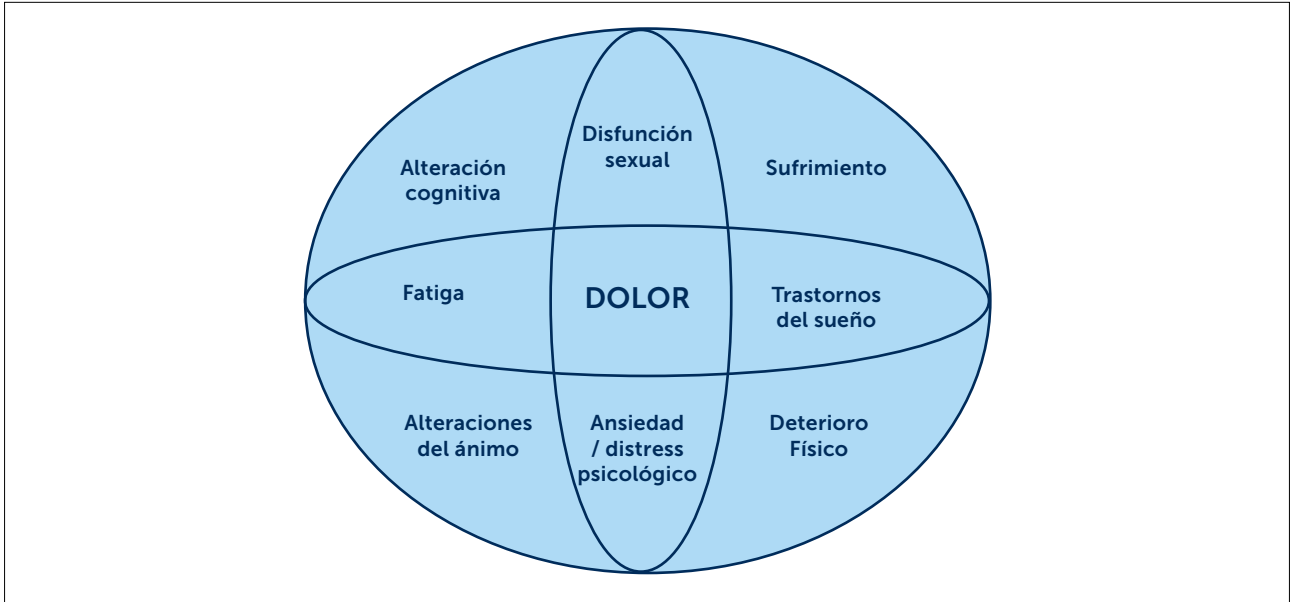 Disfunción
sexual
Alteración
cognitiva
Sufrimiento
Fatiga
DOLOR
Trastornos
del sueño
Alteraciones
del ánimo
Ansiedad
/ distress
psicológico
Deterioro
Físico